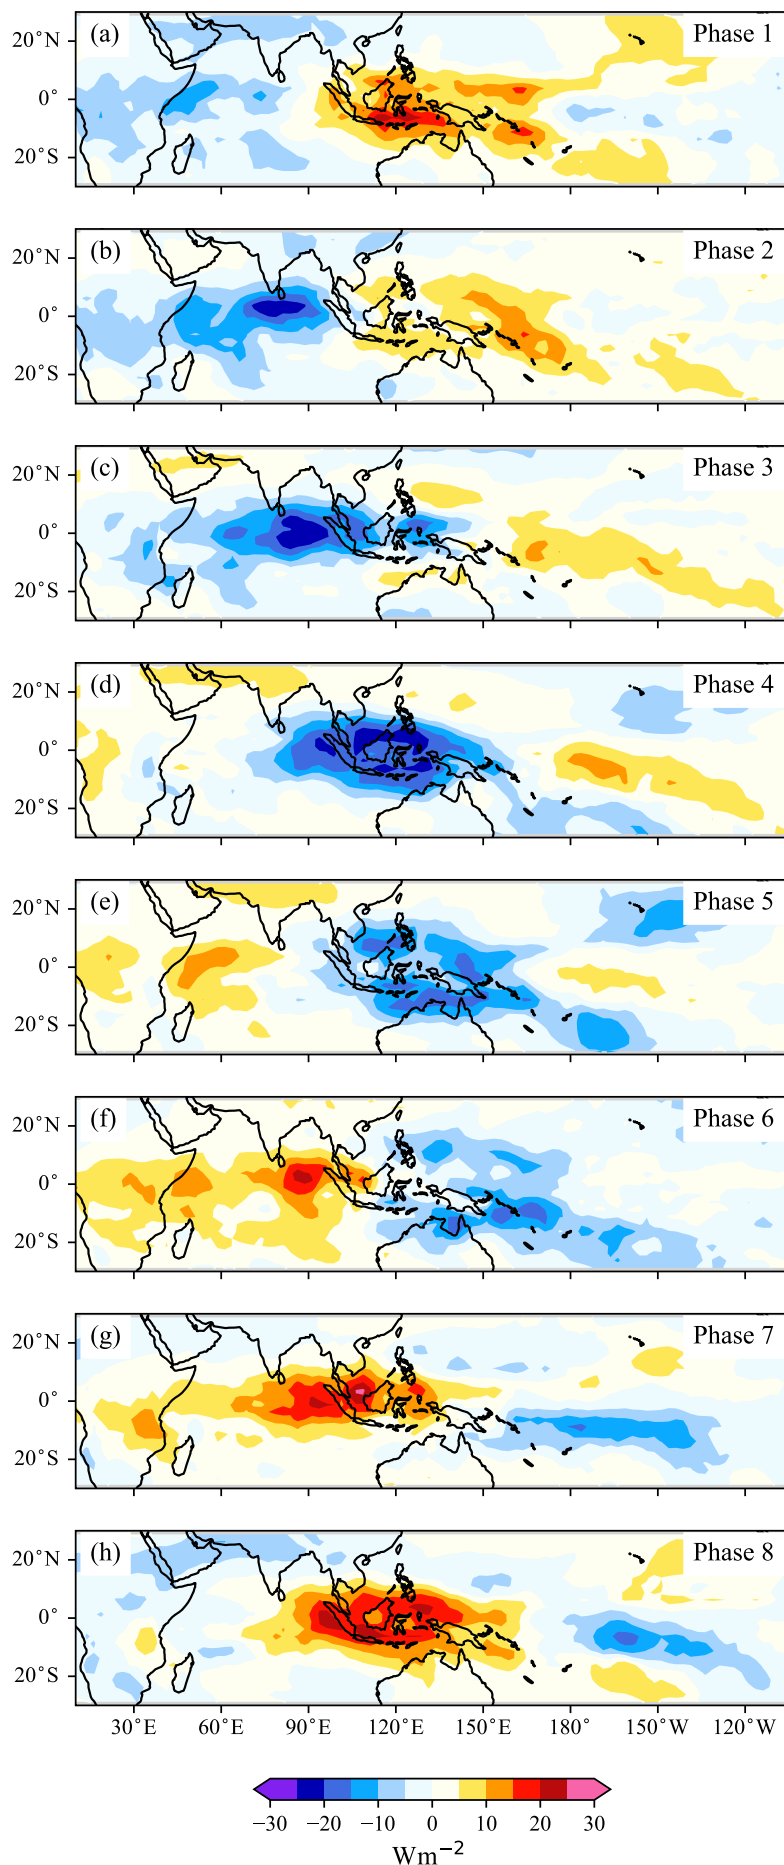 (a) Phase 1
20°N
0°
20°S
(b) Phase 2
20°N
0°
20°S
(c) Phase 3
20°N
0°
20°S
(d) Phase 4
20°N
0°
20°S
(e) Phase 5
20°N
0°
20°S
(f) Phase 6
20°N
0°
20°S
(g) Phase 7
20°N
0°
20°S
(h) Phase 8
20°N
0°
20°S
30°E 60°E 90°E 120°E 150°E 180° 150°W 120°W
−30 −20 −10 0 10 20 30
Wm−2